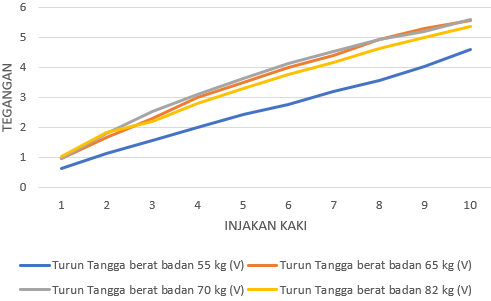 6
5
4
3
2
1
0
TEGANGAN
1 2 3 4 5 6 7 8 9 10
INJAKAN KAKI
Turun Tangga berat badan 55 kg (V) Turun Tangga berat badan 65 kg (V)
Turun Tangga berat badan 70 kg (V) Turun Tangga berat badan 82 kg (V)